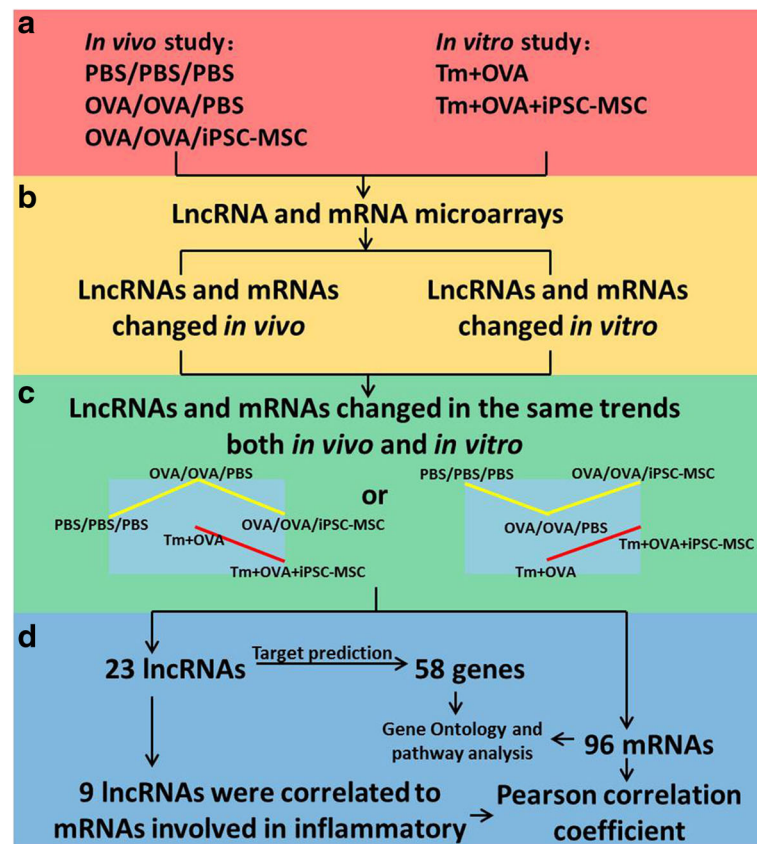 a
In vivo study：
PBS/PBS/PBS
OVA/OVA/PBS
OVA/OVA/iPSC-MSC
In vitro study：
Tm+OVA
Tm+OVA+iPSC-MSC
b
LncRNA and mRNA microarrays
LncRNAs and mRNAs
changed in vivo
LncRNAs and mRNAs
changed in vitro
c
LncRNAs and mRNAs changed in the same trends
both in vivo and in vitro
OVA/OVA/PBS
PBS/PBS/PBS
OVA/OVA/iPSC-MSC
Tm+OVA
Tm+OVA+iPSC-MSC
or
PBS/PBS/PBS
OVA/OVA/iPSC-MSC
OVA/OVA/PBS
Tm+OVA+iPSC-MSC
Tm+OVA
d
23 lncRNAs
Target prediction
58 genes
Gene Ontology and
pathway analysis
96 mRNAs
9 lncRNAs were correlated to
mRNAs involved in inflammatory
Pearson correlation
coefficient